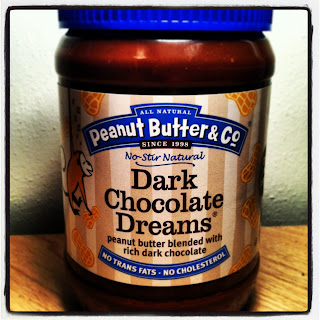 ALL NATURAL
Peanut Butter & Co
SINCE 1998
No-Stir Natural
Dark
Chocolate
Dreams®
peanut butter blended with
rich dark chocolate
NO TRANS FATS · NO CHOLESTEROL